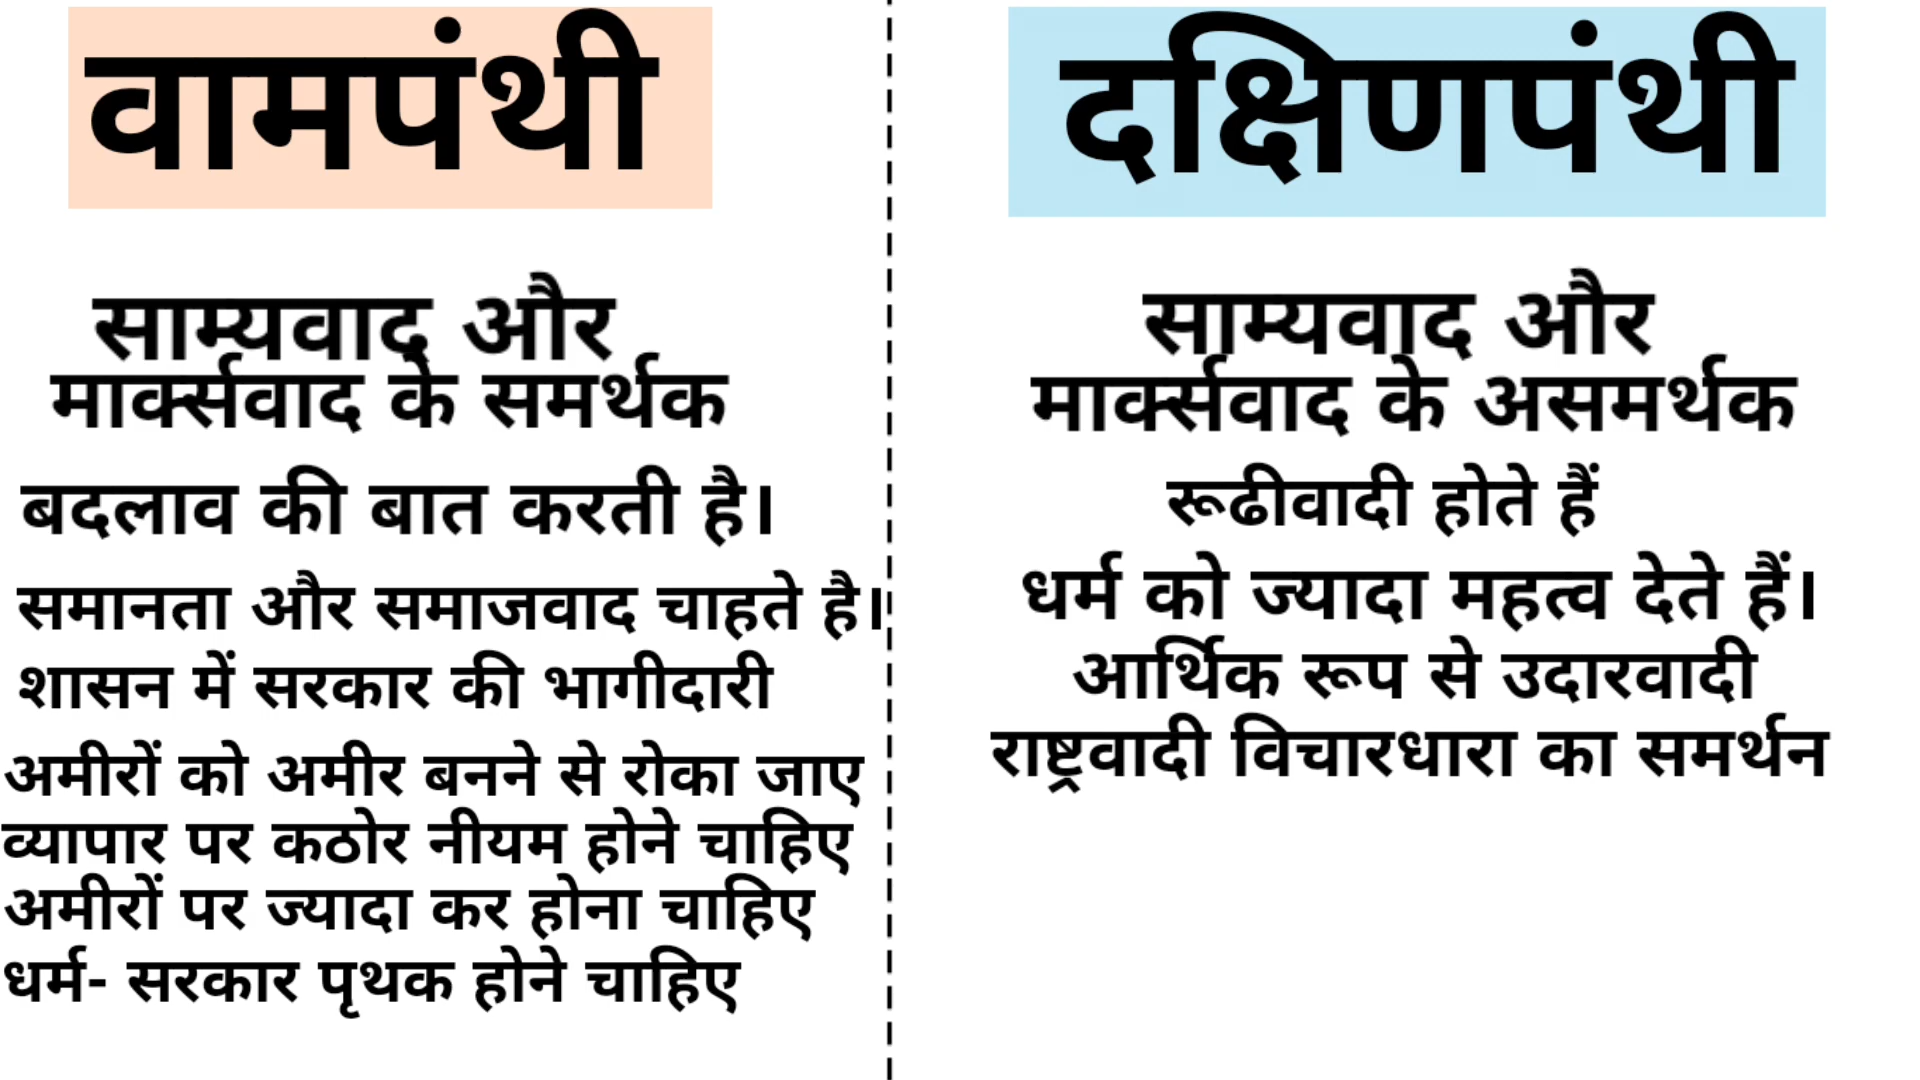 वामपंथी
साम्यवाद और
मार्क्सवाद के समर्थक
बदलाव की बात करती है।
समानता और समाजवाद चाहते है।
शासन में सरकार की भागीदारी
अमीरों को अमीर बनने से रोका जाए
व्यापार पर कठोर नीयम होने चाहिए
अमीरों पर ज्यादा कर होना चाहिए
धर्म- सरकार पृथक होने चाहिए
दक्षिणपंथी
साम्यवाद और
मार्क्सवाद के असमर्थक
रूढीवादी होते हैं
धर्म को ज्यादा महत्व देते हैं।
आर्थिक रूप से उदारवादी
राष्ट्रवादी विचारधारा का समर्थन